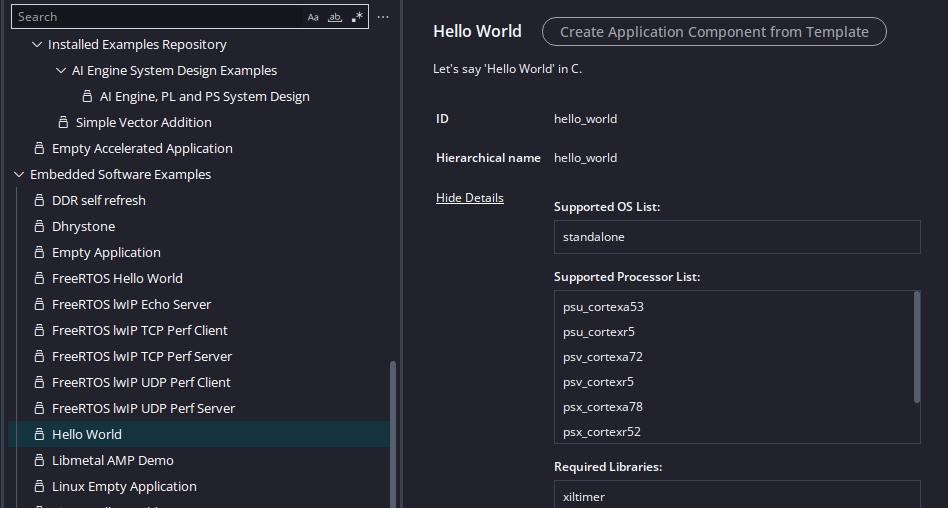 Search Aa ab
Installed Examples Repository
AI Engine System Design Examples
AI Engine, PL and PS System Design
Simple Vector Addition
Empty Accelerated Application
Embedded Software Examples
DDR self refresh
Dhrystone
Empty Application
FreeRTOS Hello World
FreeRTOS lwIP Echo Server
FreeRTOS lwIP TCP Perf Client
FreeRTOS lwIP TCP Perf Server
FreeRTOS lwIP UDP Perf Client
FreeRTOS lwIP UDP Perf Server
Hello World
Libmetal AMP Demo
Linux Empty Application
Hello World Create Application Component from Template
Let's say 'Hello World' in C.
ID hello_world
Hierarchical name hello_world
Hide Details
Supported OS List:
standalone
Supported Processor List:
psu_cortexa53
psu_cortexr5
psv_cortexa72
psv_cortexr5
psx_cortexa78
psx_cortexr52
Required Libraries:
xiltimer